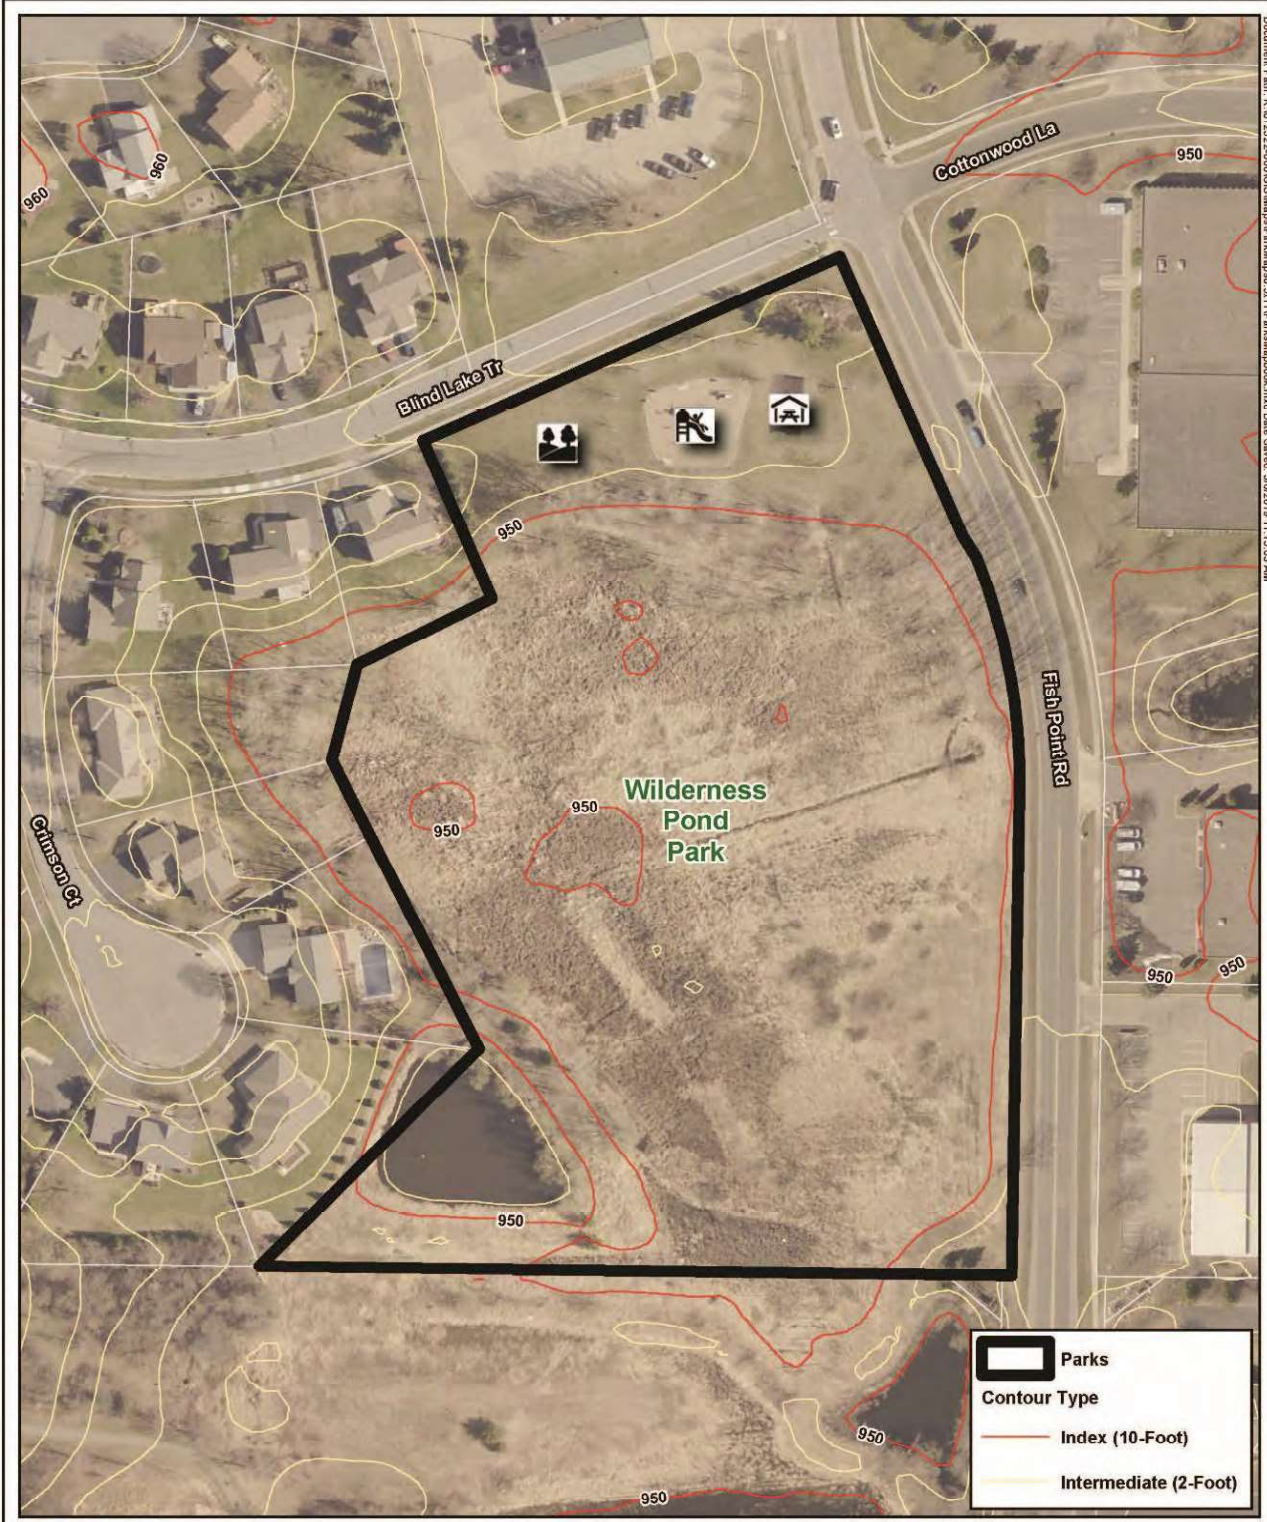 Cottonwood La
950
960
960
Blind Lake Tr
950
Fish Point Rd
Wilderness
Pond
Park
950
950
Crimson Ct
950
950
950
950
950
Parks
Contour Type
Index (10-Foot)
Intermediate (2-Foot)